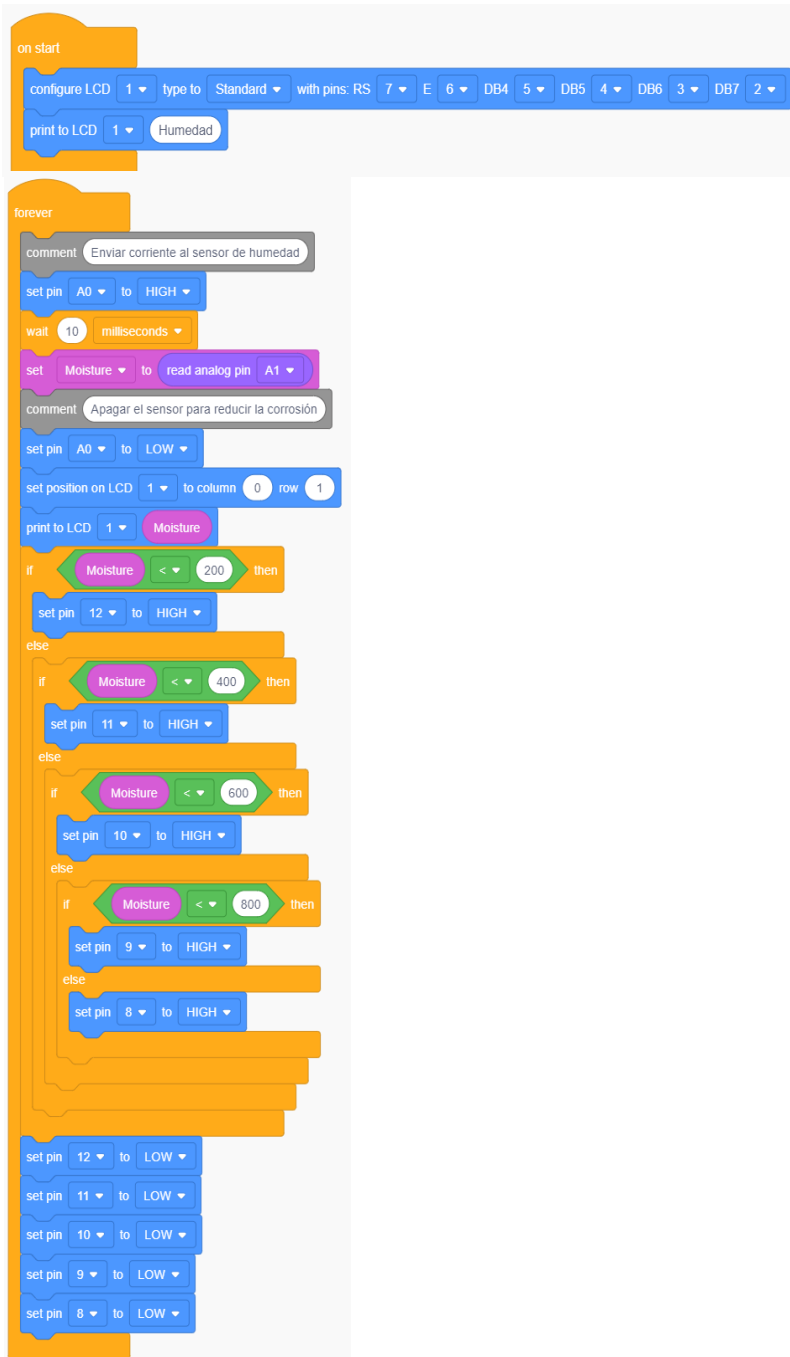 on start
configure LCD 1 type to Standard with pins: RS 7 E 6 DB4 5 DB5 4 DB6 3 DB7 2
print to LCD 1 Humedad
forever
comment Enviar corriente al sensor de humedad
set pin A0 to HIGH
wait 10 milliseconds
set Moisture to read analog pin A1
comment Apagar el sensor para reducir la corrosión
set pin A0 to LOW
set position on LCD 1 to column 0 row 1
print to LCD 1 Moisture
if Moisture < 200 then
set pin 12 to HIGH
else
if Moisture < 400 then
set pin 11 to HIGH
else
if Moisture < 600 then
set pin 10 to HIGH
else
if Moisture < 800 then
set pin 9 to HIGH
else
set pin 8 to HIGH
set pin 12 to LOW
set pin 11 to LOW
set pin 10 to LOW
set pin 9 to LOW
set pin 8 to LOW